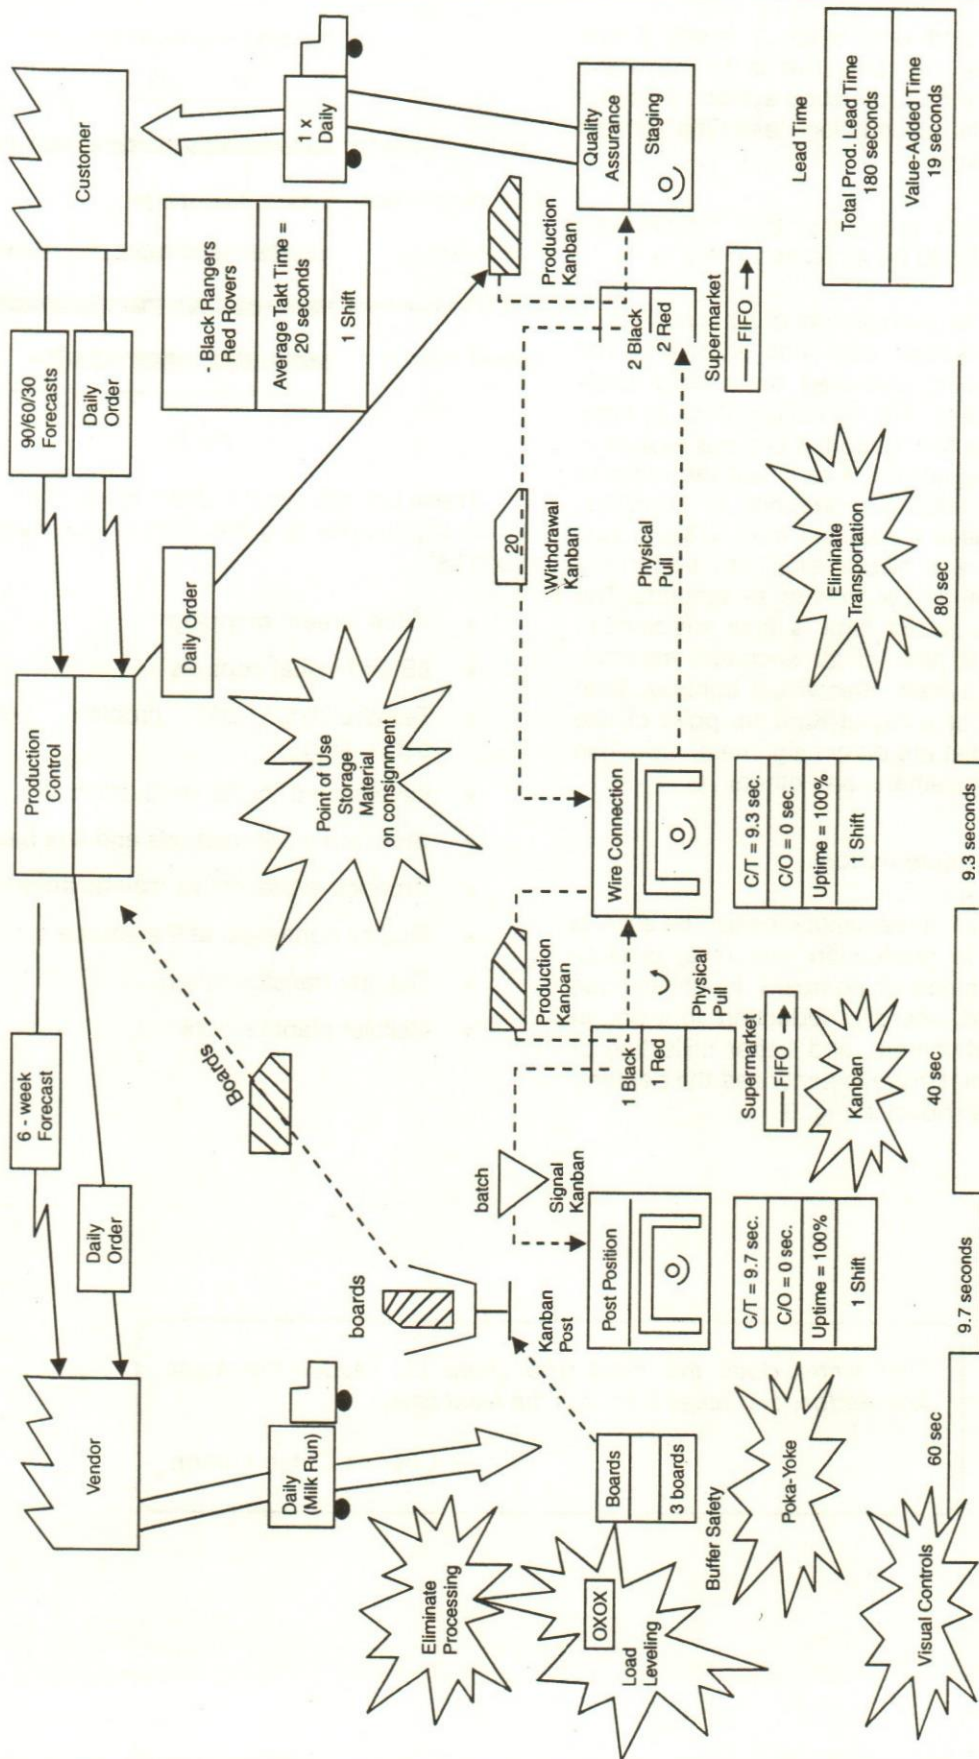 Vendor
6 - week
Forecast
Daily
Order
Production
Control
90/60/30
Forecasts
Daily
Order
Customer
Daily
(Milk Run)
Boards
Daily Order
- Black Rangers
Red Rovers
Average Takt Time =
20 seconds
1 Shift
1 x
Daily
Eliminate
Processing
boards
Kanban
Post
Point of Use
Storage
Material
on consignment
OXOX
Load
Leveling
Boards
3 boards
Buffer Safety
Poka-Yoke
batch
Signal
Kanban
Post Position
C/T = 9.7 sec.
C/O = 0 sec.
Uptime = 100%
1 Shift
Production
Kanban
1 Black
1 Red
Physical
Pull
Supermarket
FIFO
Kanban
Wire Connection
C/T = 9.3 sec.
C/O = 0 sec.
Uptime = 100%
1 Shift
20
Withdrawal
Kanban
Physical
Pull
Eliminate
Transportation
Production
Kanban
2 Black
2 Red
Supermarket
FIFO
Quality
Assurance
Staging
Lead Time
Total Prod. Lead Time
180 seconds
Value-Added Time
19 seconds
Visual Controls
60 sec
9.7 seconds
40 sec
9.3 seconds
80 sec